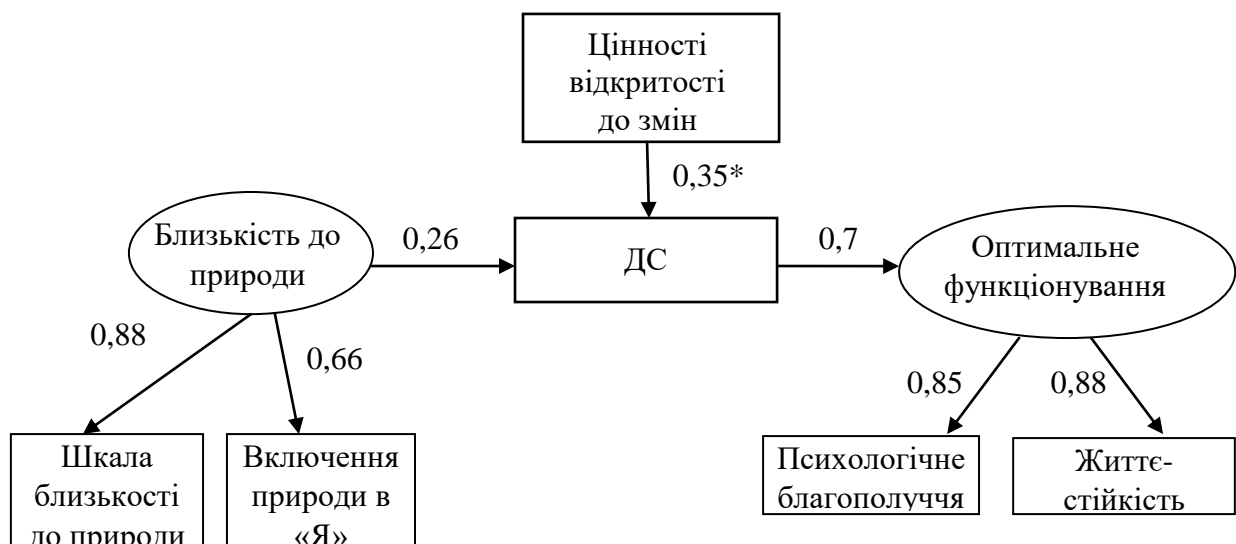 Цінності
відкритості
до змін
0,35*
Близькість до
природи
0,26
ДС
0,7
Оптимальне
функціонування
0,88
0,66
0,85
0,88
Шкала
близькості
до природи
Включення
природи в
«Я»
Психологічне
благополуччя
Життє-
стійкість